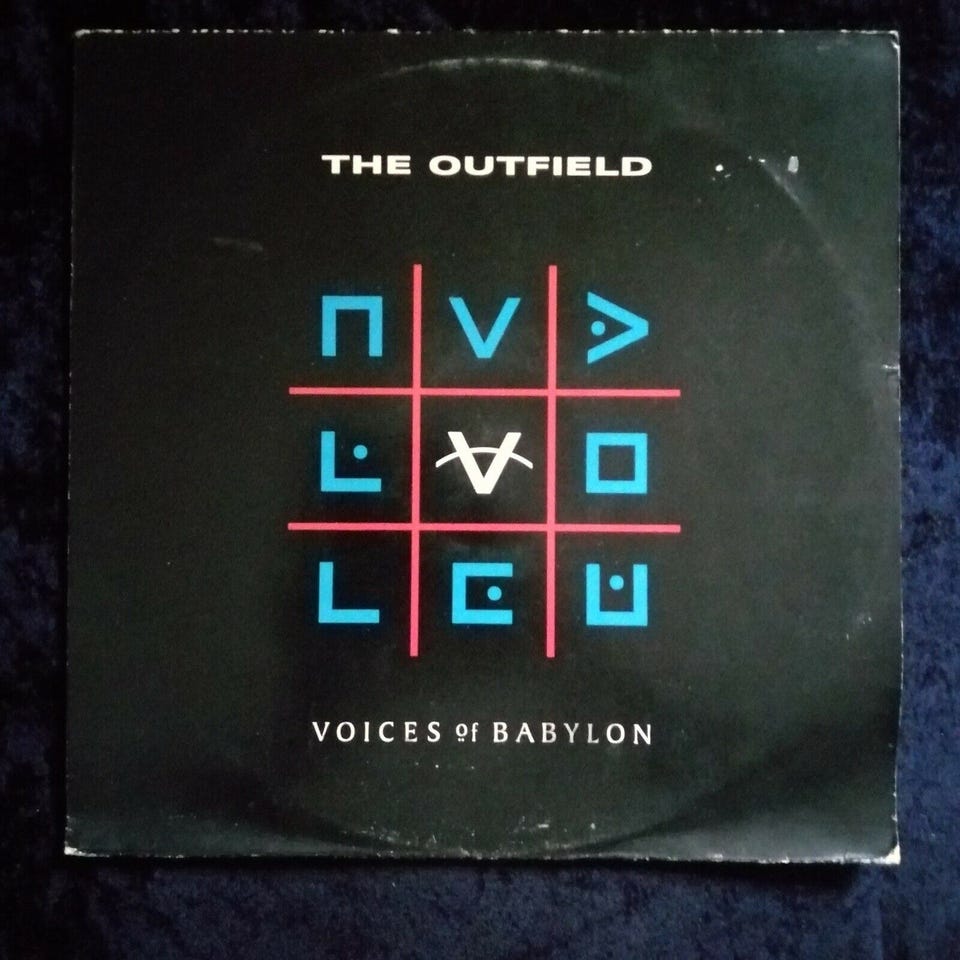 THE OUTFIELD
VOICES of BABYLON